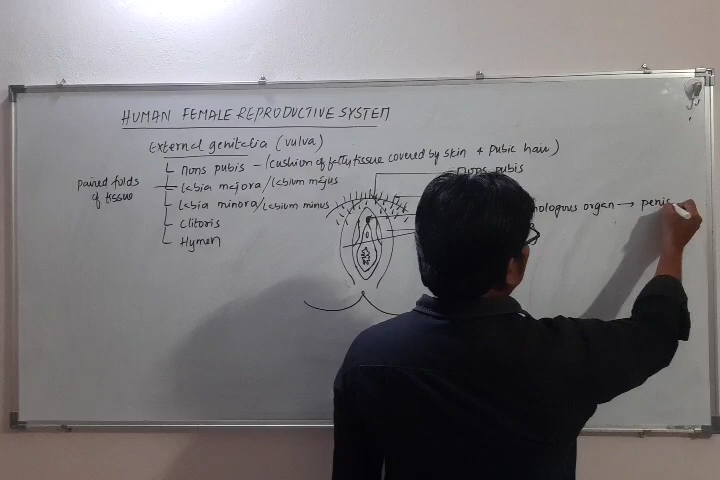 HUMAN FEMALE REPRODUCTIVE SYSTEM
External genitalia (vulva)
Mons pubis - (Cushion of fatty tissue covered by skin + Pubic hair)
Mons pubis
Paired folds of tissue
Labia majora/Labium majus
Labia minora/Labium minus
Clitoris
Hymen
organ → penis